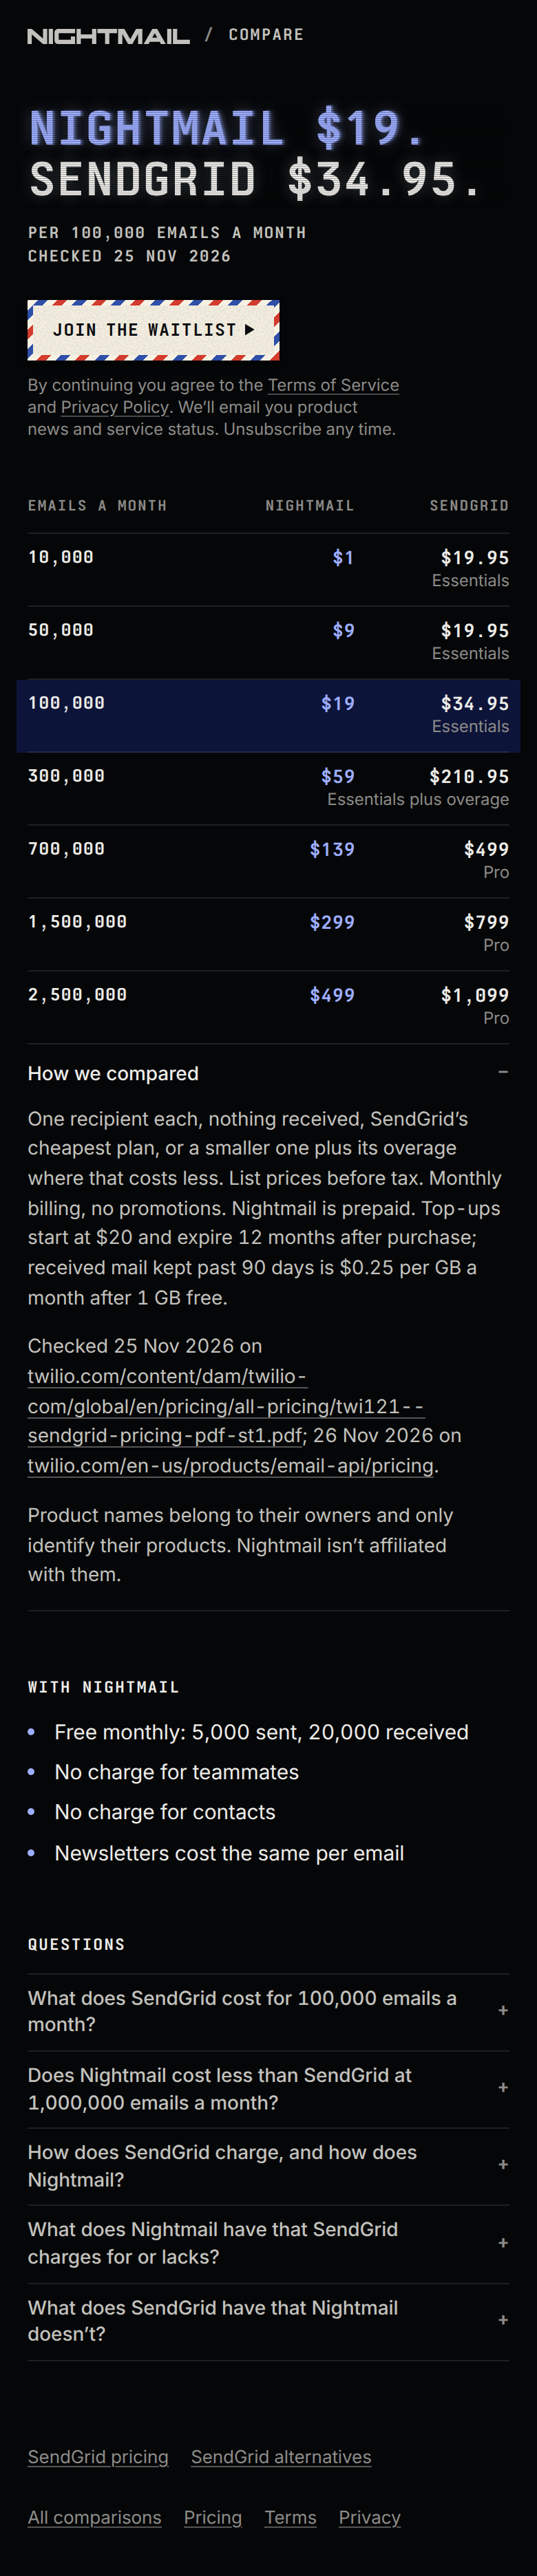 NIGHTMAIL / COMPARE
NIGHTMAIL $19.
SENDGRID $34.95.
PER 100,000 EMAILS A MONTH
CHECKED 25 NOV 2026
JOIN THE WAITLIST ▶
By continuing you agree to the Terms of Service
and Privacy Policy. We’ll email you product
news and service status. Unsubscribe any time.
EMAILS A MONTH NIGHTMAIL SENDGRID
10,000 $1 $19.95
Essentials
50,000 $9 $19.95
Essentials
100,000 $19 $34.95
Essentials
300,000 $59 $210.95
Essentials plus overage
700,000 $139 $499
Pro
1,500,000 $299 $799
Pro
2,500,000 $499 $1,099
Pro
How we compared −
One recipient each, nothing received, SendGrid’s
cheapest plan, or a smaller one plus its overage
where that costs less. List prices before tax. Monthly
billing, no promotions. Nightmail is prepaid. Top-ups
start at $20 and expire 12 months after purchase;
received mail kept past 90 days is $0.25 per GB a
month after 1 GB free.
Checked 25 Nov 2026 on
twilio.com/content/dam/twilio-
com/global/en/pricing/all-pricing/twi121--
sendgrid-pricing-pdf-st1.pdf; 26 Nov 2026 on
twilio.com/en-us/products/email-api/pricing.
Product names belong to their owners and only
identify their products. Nightmail isn’t affiliated
with them.
WITH NIGHTMAIL
• Free monthly: 5,000 sent, 20,000 received
• No charge for teammates
• No charge for contacts
• Newsletters cost the same per email
QUESTIONS
What does SendGrid cost for 100,000 emails a
month? +
Does Nightmail cost less than SendGrid at
1,000,000 emails a month? +
How does SendGrid charge, and how does
Nightmail? +
What does Nightmail have that SendGrid
charges for or lacks? +
What does SendGrid have that Nightmail
doesn’t? +
SendGrid pricing SendGrid alternatives
All comparisons Pricing Terms Privacy